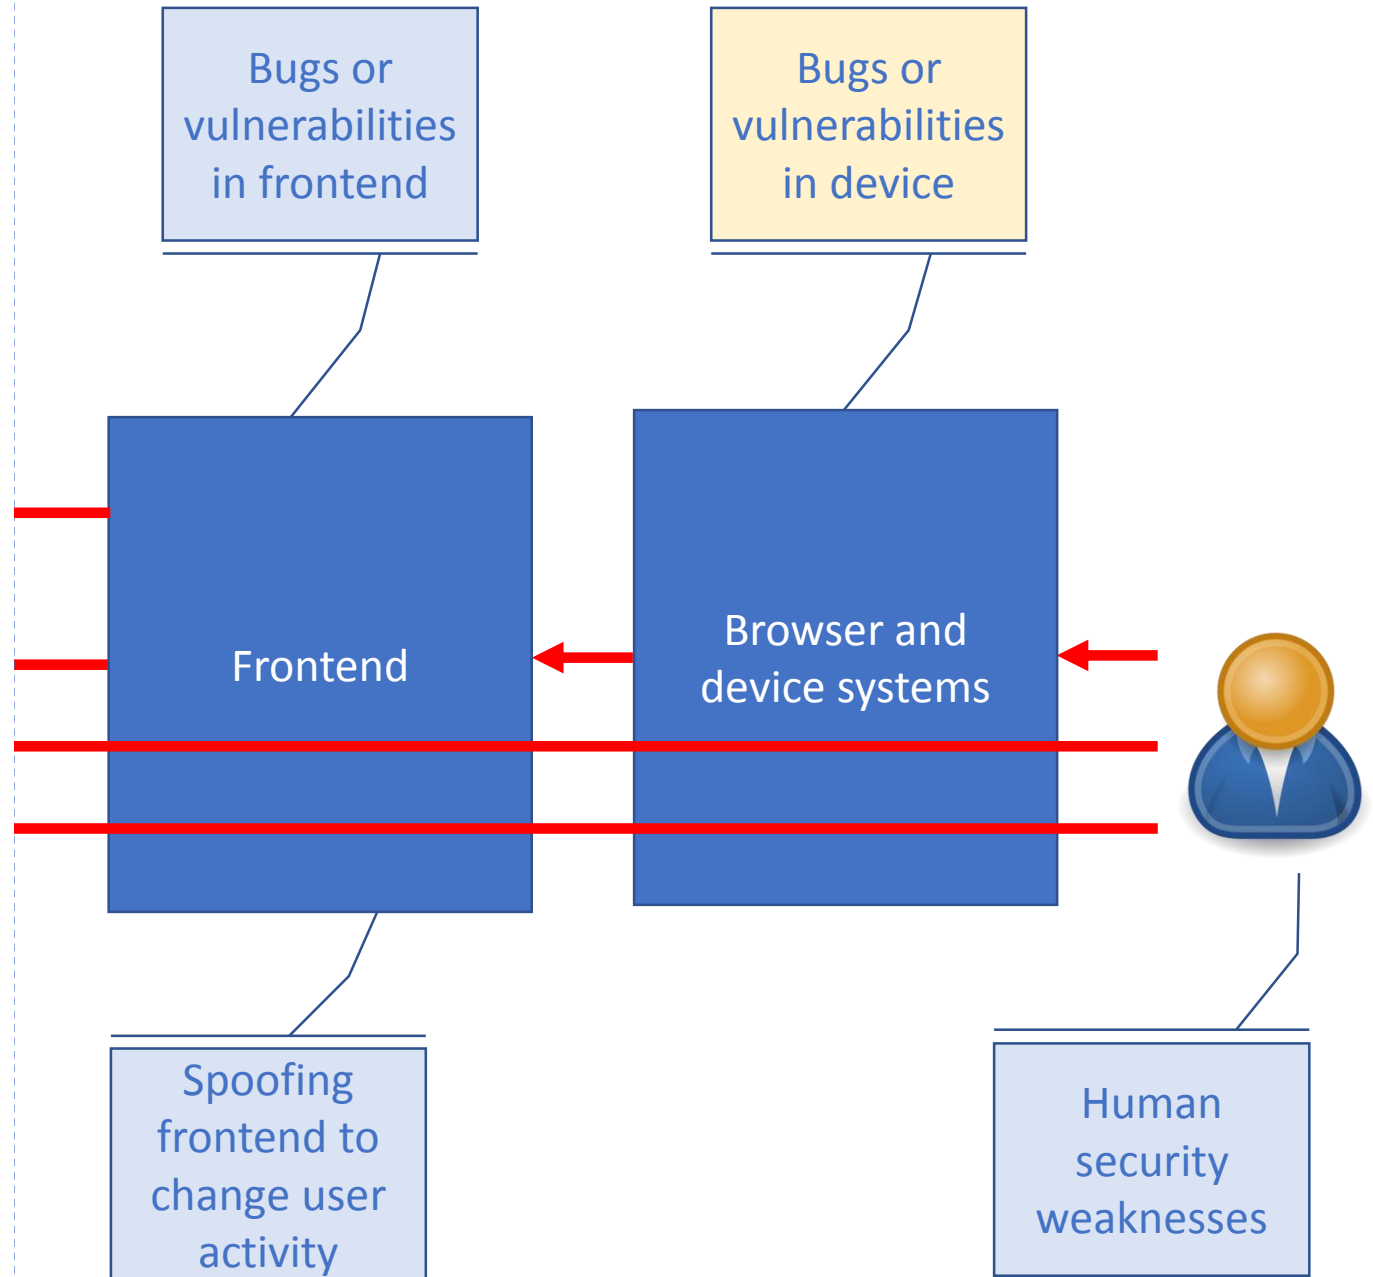 Bugs or
vulnerabilities
in frontend
Bugs or
vulnerabilities
in device
Frontend
Browser and
device systems
Spoofing
frontend to
change user
activity
Human
security
weaknesses